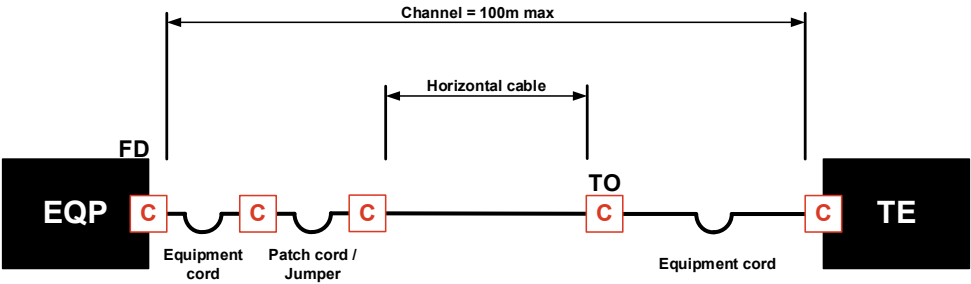 Channel = 100m max
Horizontal cable
FD
TO
EQP
C
C
C
C
C
TE
Equipment
cord
Patch cord /
Jumper
Equipment cord